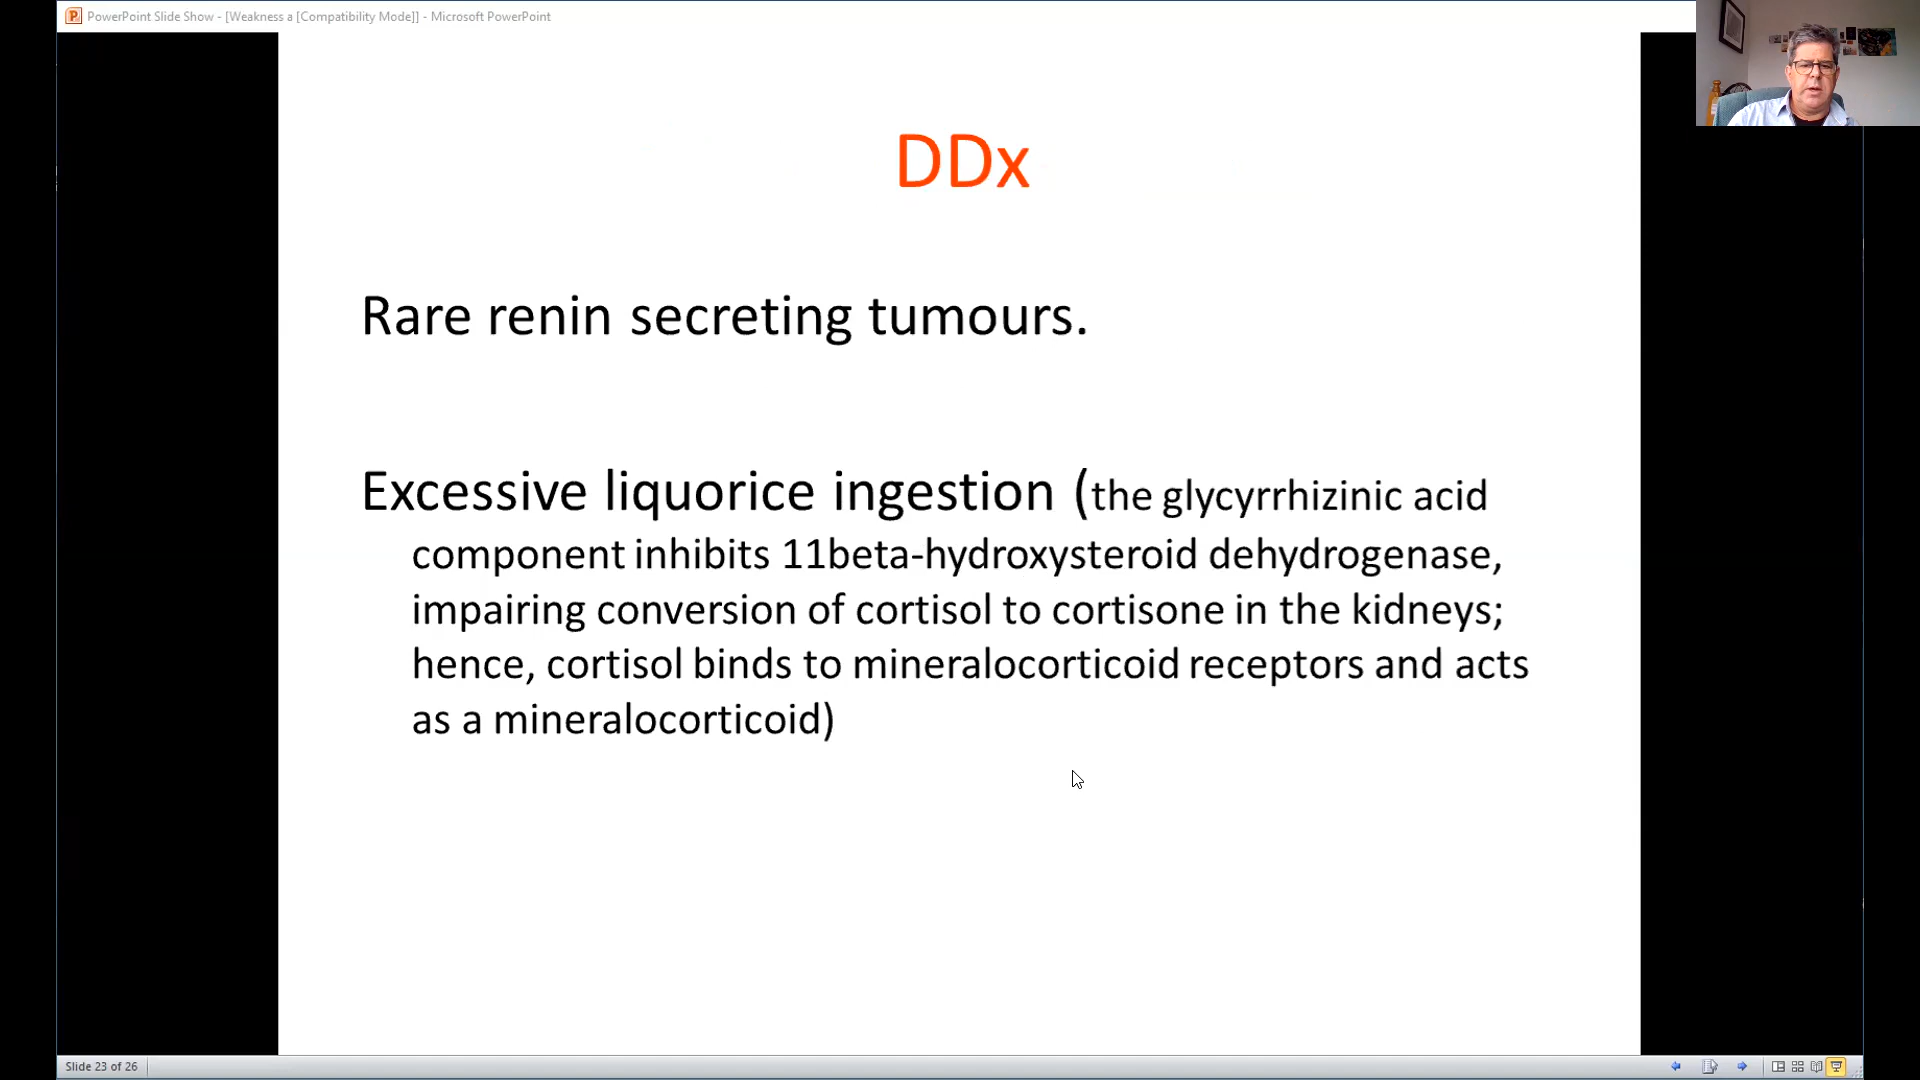 PowerPoint Slide Show - [Weakness a [Compatibility Mode]] - Microsoft PowerPoint
DDx
Rare renin secreting tumours.
Excessive liquorice ingestion (the glycyrrhizinic acid
component inhibits 11beta-hydroxysteroid dehydrogenase,
impairing conversion of cortisol to cortisone in the kidneys;
hence, cortisol binds to mineralocorticoid receptors and acts
as a mineralocorticoid)
Slide 23 of 26